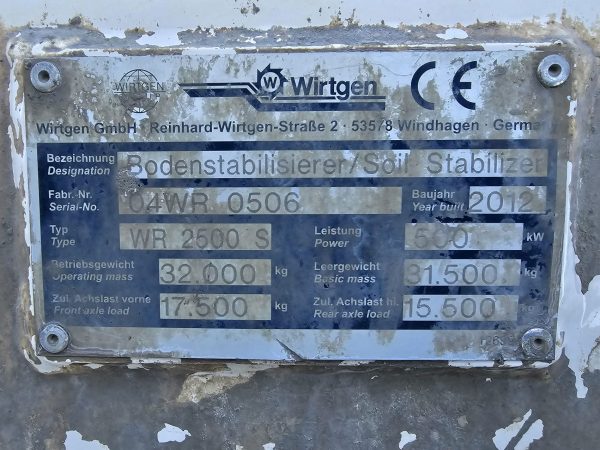 WIRTGEN Wirtgen CE
Wirtgen GmbH · Reinhard-Wirtgen-Straße 2 · 53578 Windhagen · Germany
Bezeichnung Bodenstabilisierer/Soil Stabilizer
Designation
Fabr.-Nr. 04WR 0506 Baujahr 2012
Serial-No. Year built
Typ WR 2500 S Leistung kW
Type Power
Betriebsgewicht 32.000 kg Leergewicht 31.500 kg
Operating mass Basic mass
Zul. Achslast vorne 17.500 kg Zul. Achslast hi. 15.500 kg
Front axle load Rear axle load